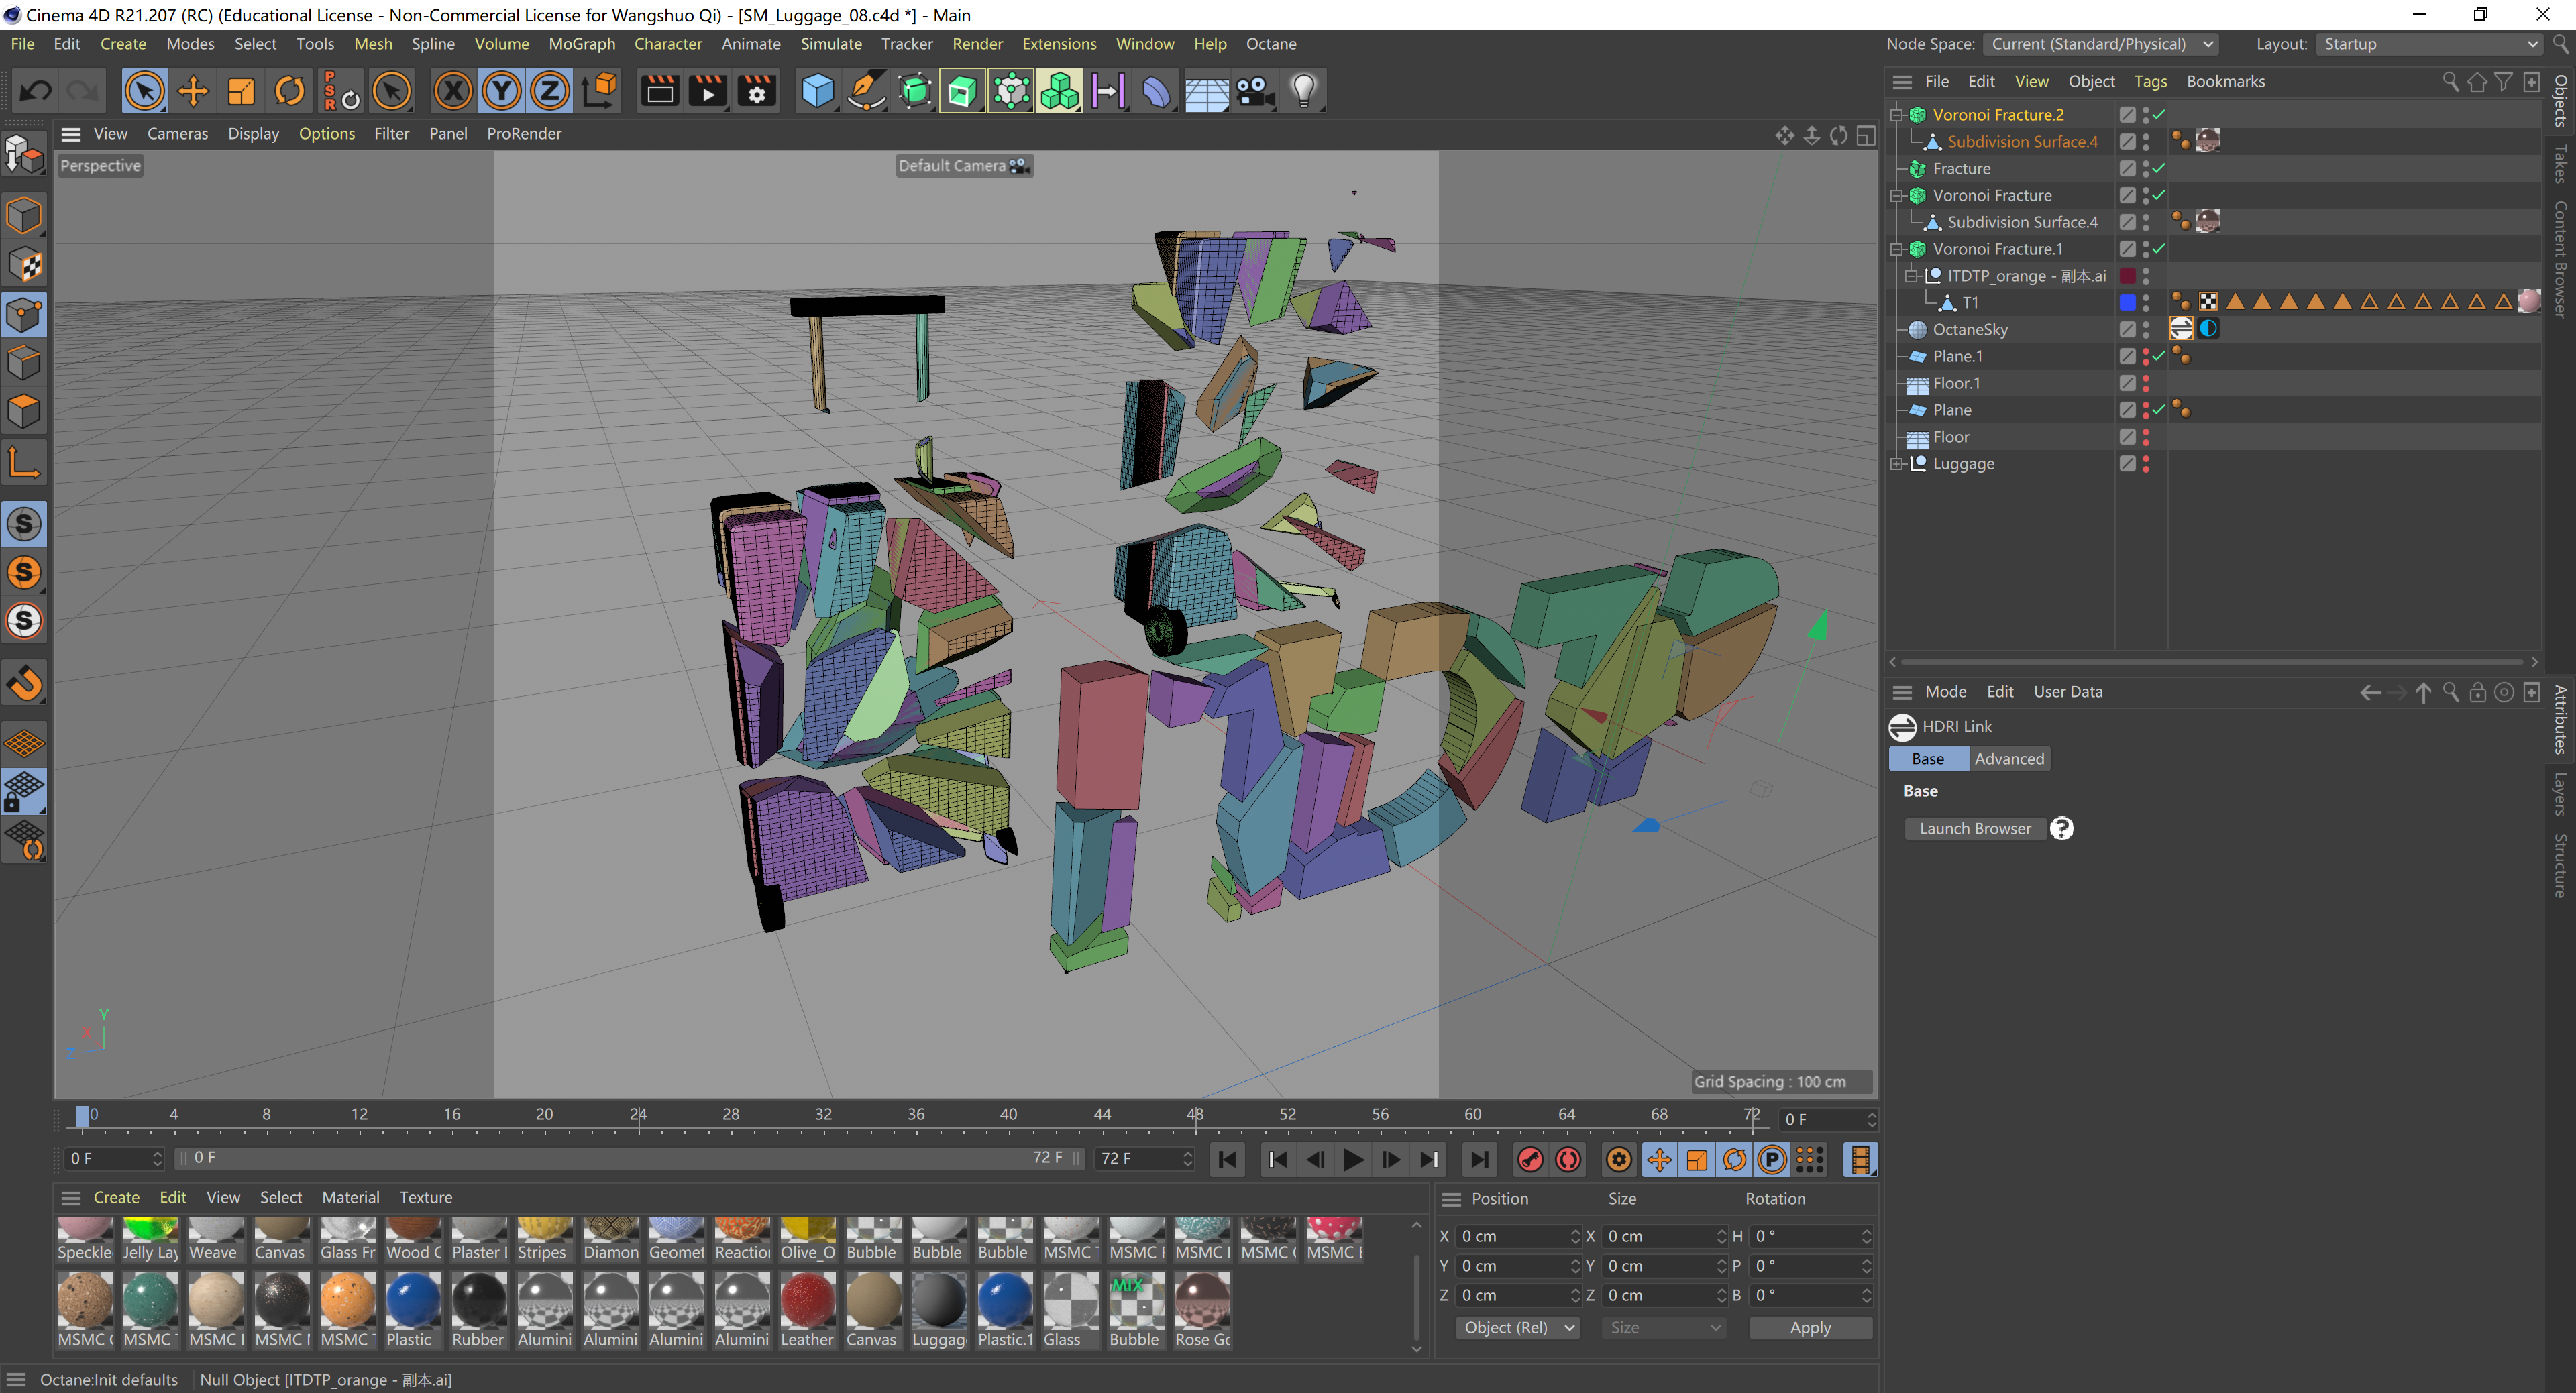 Cinema 4D R21.207 (RC) (Educational License - Non-Commercial License for Wangshuo Qi) - [SM_Luggage_08.c4d *] - Main
File Edit Create Modes Select Tools Mesh Spline Volume MoGraph Character Animate Simulate Tracker Render Extensions Window Help Octane
Node Space: Current (Standard/Physical) Layout: Startup
PSR
X Y Z
File Edit View Object Tags Bookmarks
View Cameras Display Options Filter Panel ProRender
Perspective
Default Camera
Voronoi Fracture.2
Subdivision Surface.4
Fracture
Voronoi Fracture
Subdivision Surface.4
Voronoi Fracture.1
ITDTP_orange - 副本.ai
T1
OctaneSky
Plane.1
Floor.1
Plane
Floor
Luggage
Objects
Takes
Content Browser
Mode Edit User Data
HDRI Link
Base Advanced
Base
Launch Browser ?
Attributes
Layers
Structure
S
S
S
Y
X
Z
Grid Spacing : 100 cm
0 4 8 12 16 20 24 28 32 36 40 44 48 52 56 60 64 68 72 0 F
0 F 0 F 72 F 72 F P
Create Edit View Select Material Texture
Speckle Jelly Lay Weave Canvas Glass Fr Wood C Plaster I Stripes Diamon Geomet Reaction Olive_O Bubble Bubble Bubble MSMC MSMC MSMC MSMC MSMC
MIX
MSMC MSMC MSMC MSMC MSMC Plastic Rubber Alumini Alumini Alumini Alumini Leather Canvas Luggag Plastic.1 Glass Bubble Rose Go
Position Size Rotation
X 0 cm X 0 cm H 0 °
Y 0 cm Y 0 cm P 0 °
Z 0 cm Z 0 cm B 0 °
Object (Rel) Size Apply
Octane:Init defaults Null Object [ITDTP_orange - 副本.ai]